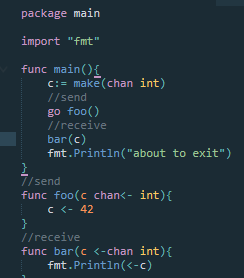 package main
import "fmt"
func main(){
c:= make(chan int)
//send
go foo()
//receive
bar(c)
fmt.Println("about to exit")
}
//send
func foo(c chan<- int){
c <- 42
}
//receive
func bar(c <-chan int){
fmt.Println(<-c)